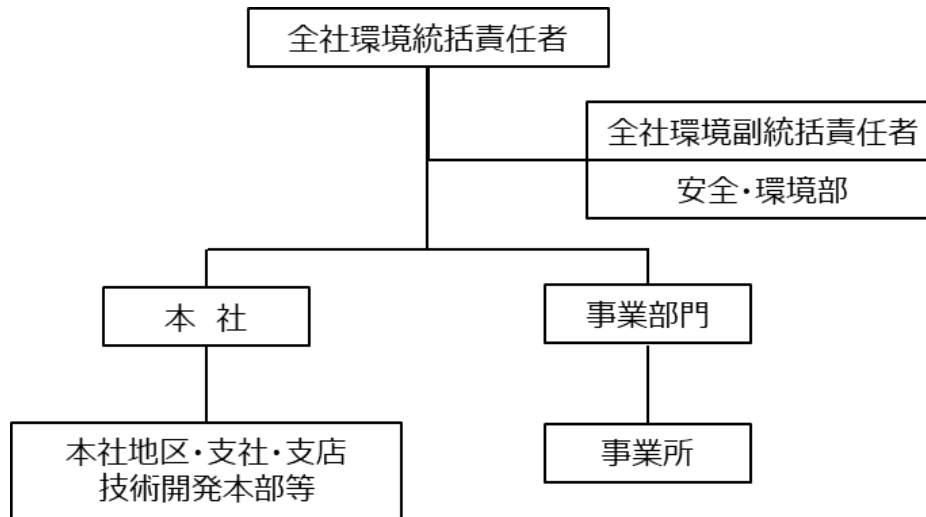 全社環境統括責任者
全社環境副統括責任者
安全・環境部
本 社
事業部門
本社地区・支社・支店
技術開発本部等
事業所